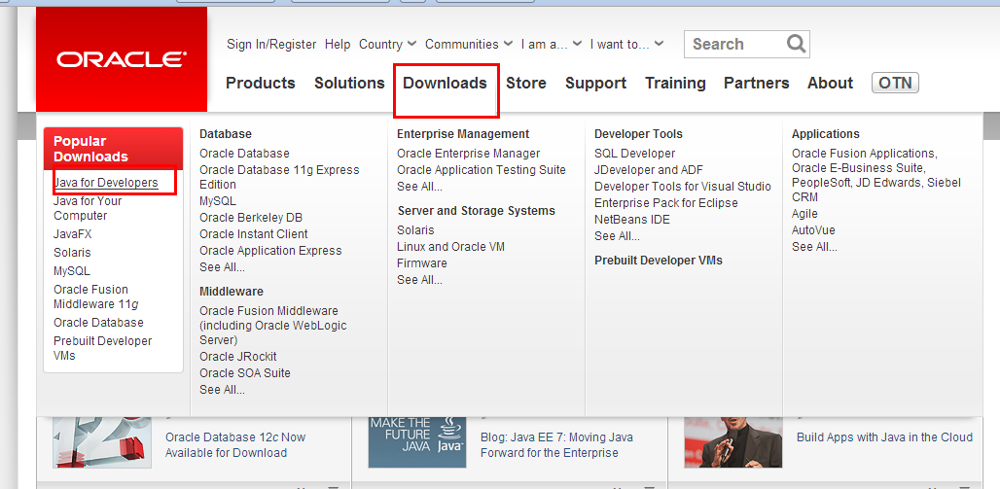 ORACLE
Sign In/Register Help Country Communities I am a... I want to... Search
Products Solutions Downloads Store Support Training Partners About OTN
Popular
Downloads
Java for Developers
Java for Your
Computer
JavaFX
Solaris
MySQL
Oracle Fusion
Middleware 11g
Oracle Database
Prebuilt Developer
VMs
Database
Oracle Database
Oracle Database 11g Express
Edition
MySQL
Oracle Berkeley DB
Oracle Instant Client
Oracle Application Express
See All...
Middleware
Oracle Fusion Middleware
(including Oracle WebLogic
Server)
Oracle JRockit
Oracle SOA Suite
See All...
Enterprise Management
Oracle Enterprise Manager
Oracle Application Testing Suite
See All...
Server and Storage Systems
Solaris
Linux and Oracle VM
Firmware
See All...
Developer Tools
SQL Developer
JDeveloper and ADF
Developer Tools for Visual Studio
Enterprise Pack for Eclipse
NetBeans IDE
See All...
Prebuilt Developer VMs
Applications
Oracle Fusion Applications,
Oracle E-Business Suite,
PeopleSoft, JD Edwards, Siebel
CRM
Agile
AutoVue
See All...
Oracle Database 12c Now
Available for Download
MAKE THE
FUTURE
JAVA
Java
Blog: Java EE 7: Moving Java
Forward for the Enterprise
Build Apps with Java in the Cloud